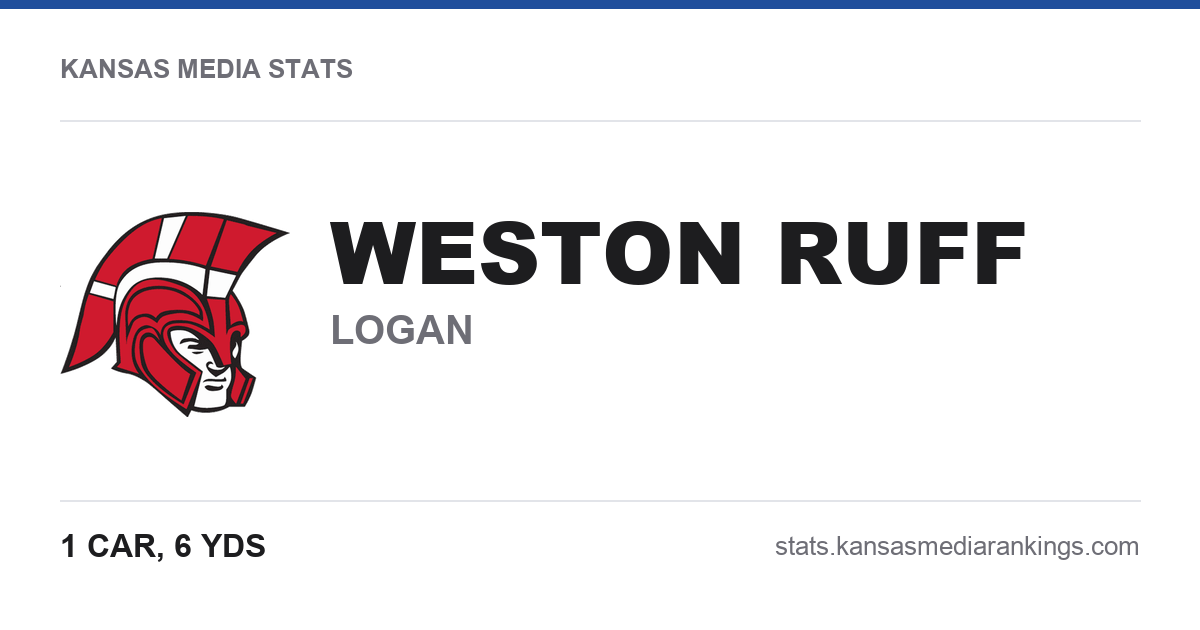 KANSAS MEDIA STATS
WESTON RUFF
LOGAN
1 CAR, 6 YDS
stats.kansasmediarankings.com